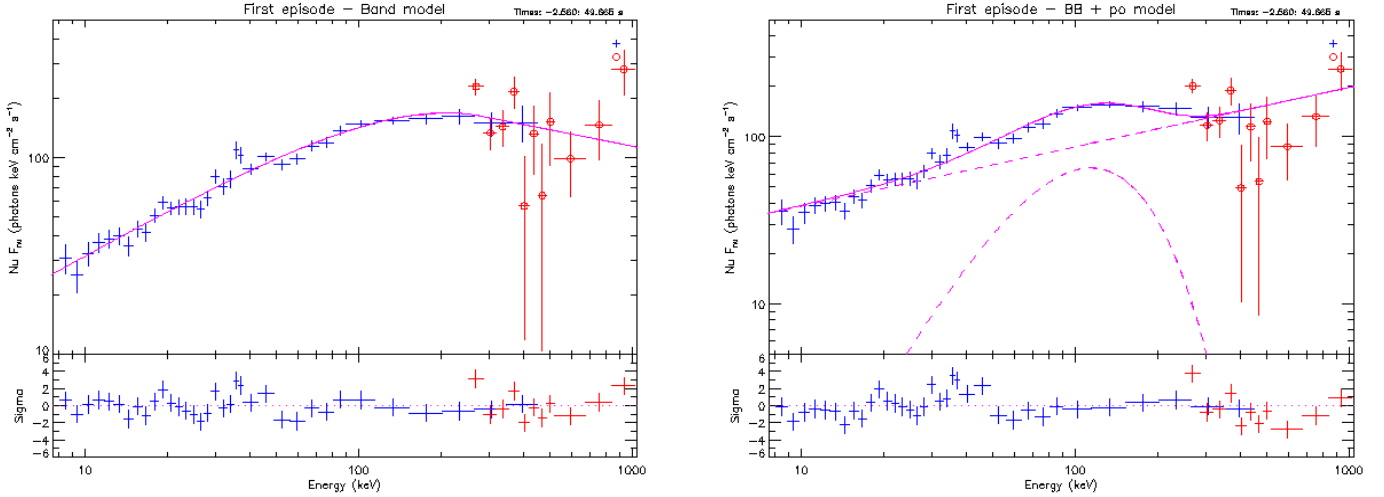 First episode – Band model
Times: -2.560: 49.665 s
Nu F_Nu (photons keV cm⁻² s⁻¹)
100
10
Sigma
6
4
2
0
-2
-4
-6
10
100
1000
Energy (keV)
First episode – BB + po model
Times: -2.560: 49.665 s
Nu F_Nu (photons keV cm⁻² s⁻¹)
100
10
Sigma
6
4
2
0
-2
-4
-6
10
100
1000
Energy (keV)